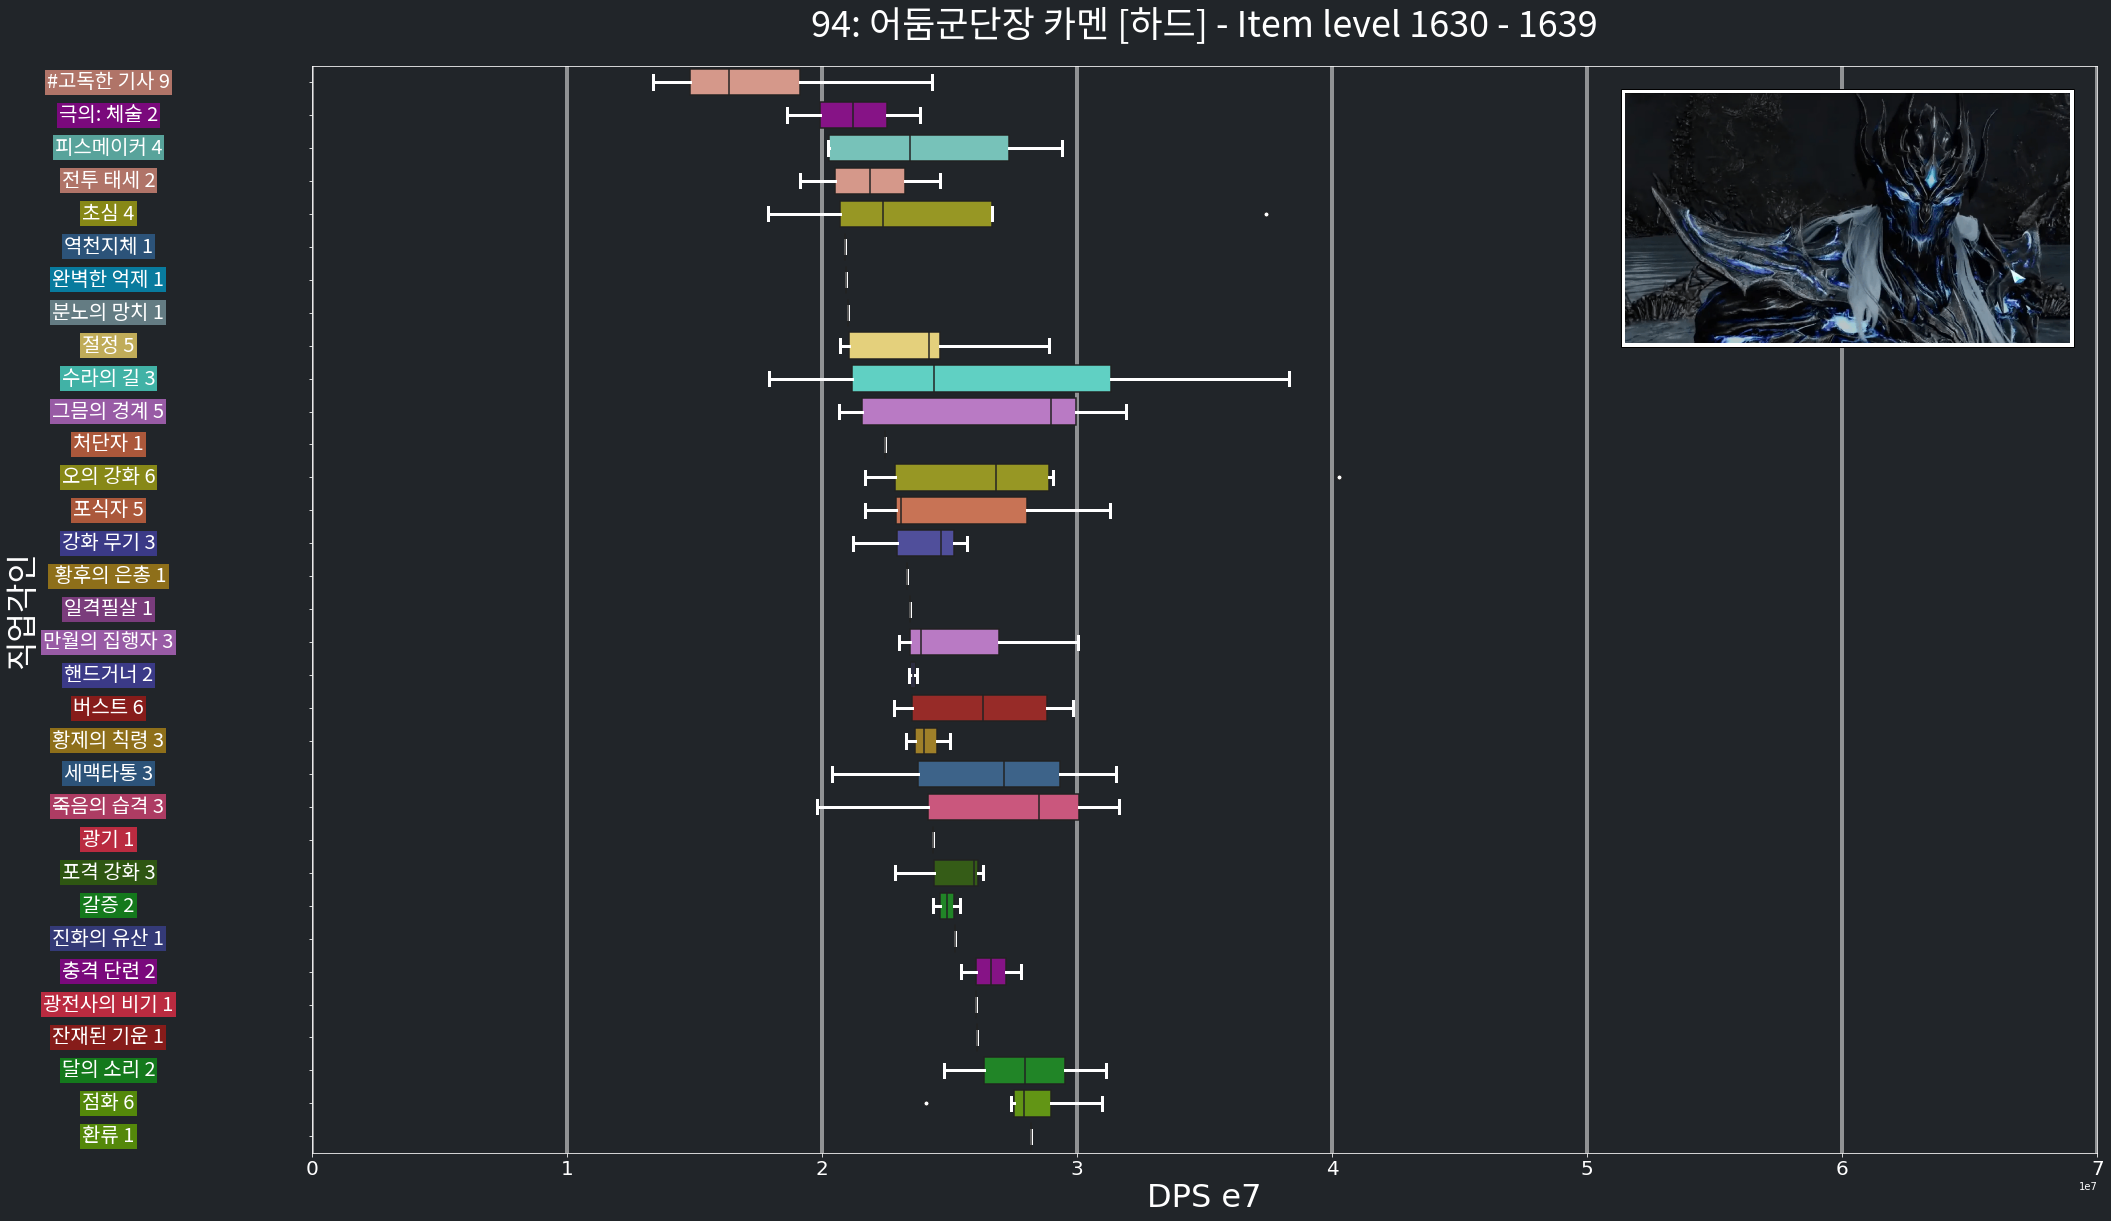 94: 어둠군단장 카멘 [하드] - Item level 1630 - 1639
직업각인
#고독한 기사 9
극의: 체술 2
피스메이커 4
전투 태세 2
초심 4
역천지체 1
완벽한 억제 1
분노의 망치 1
절정 5
수라의 길 3
그믐의 경계 5
처단자 1
오의 강화 6
포식자 5
강화 무기 3
황후의 은총 1
일격필살 1
만월의 집행자 3
핸드거너 2
버스트 6
황제의 칙령 3
세맥타통 3
죽음의 습격 3
광기 1
포격 강화 3
갈증 2
진화의 유산 1
충격 단련 2
광전사의 비기 1
잔재된 기운 1
달의 소리 2
점화 6
환류 1
0 1 2 3 4 5 6 7
1e7
DPS e7